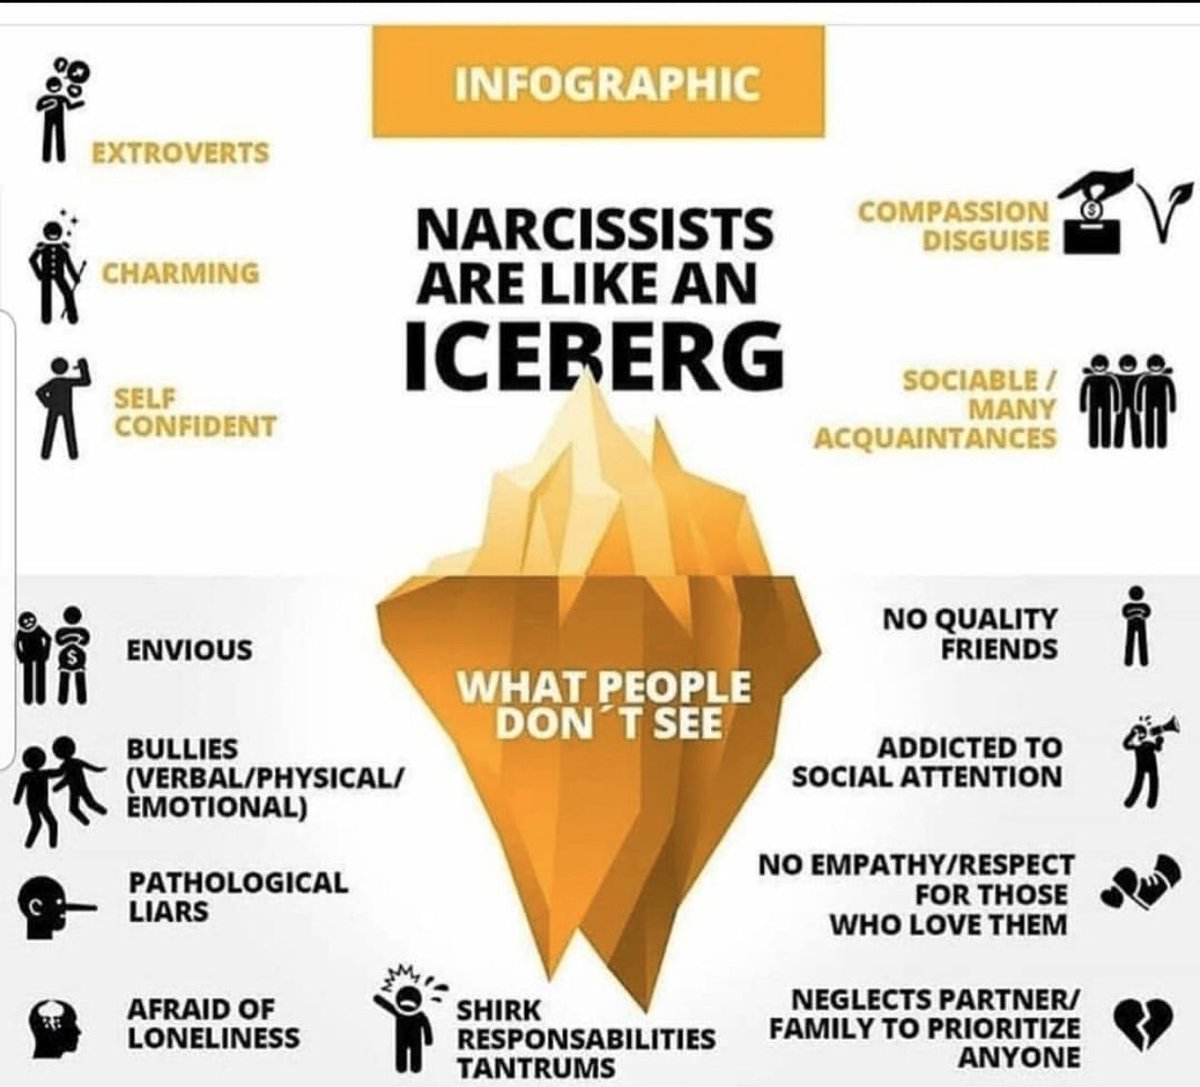 INFOGRAPHIC
NARCISSISTS
ARE LIKE AN
ICEBERG
EXTROVERTS
CHARMING
SELF
CONFIDENT
COMPASSION
DISGUISE
SOCIABLE /
MANY
ACQUAINTANCES
WHAT PEOPLE
DON´T SEE
ENVIOUS
BULLIES
(VERBAL/PHYSICAL/
EMOTIONAL)
PATHOLOGICAL
LIARS
AFRAID OF
LONELINESS
SHIRK
RESPONSABILITIES
TANTRUMS
NO QUALITY
FRIENDS
ADDICTED TO
SOCIAL ATTENTION
NO EMPATHY/RESPECT
FOR THOSE
WHO LOVE THEM
NEGLECTS PARTNER/
FAMILY TO PRIORITIZE
ANYONE